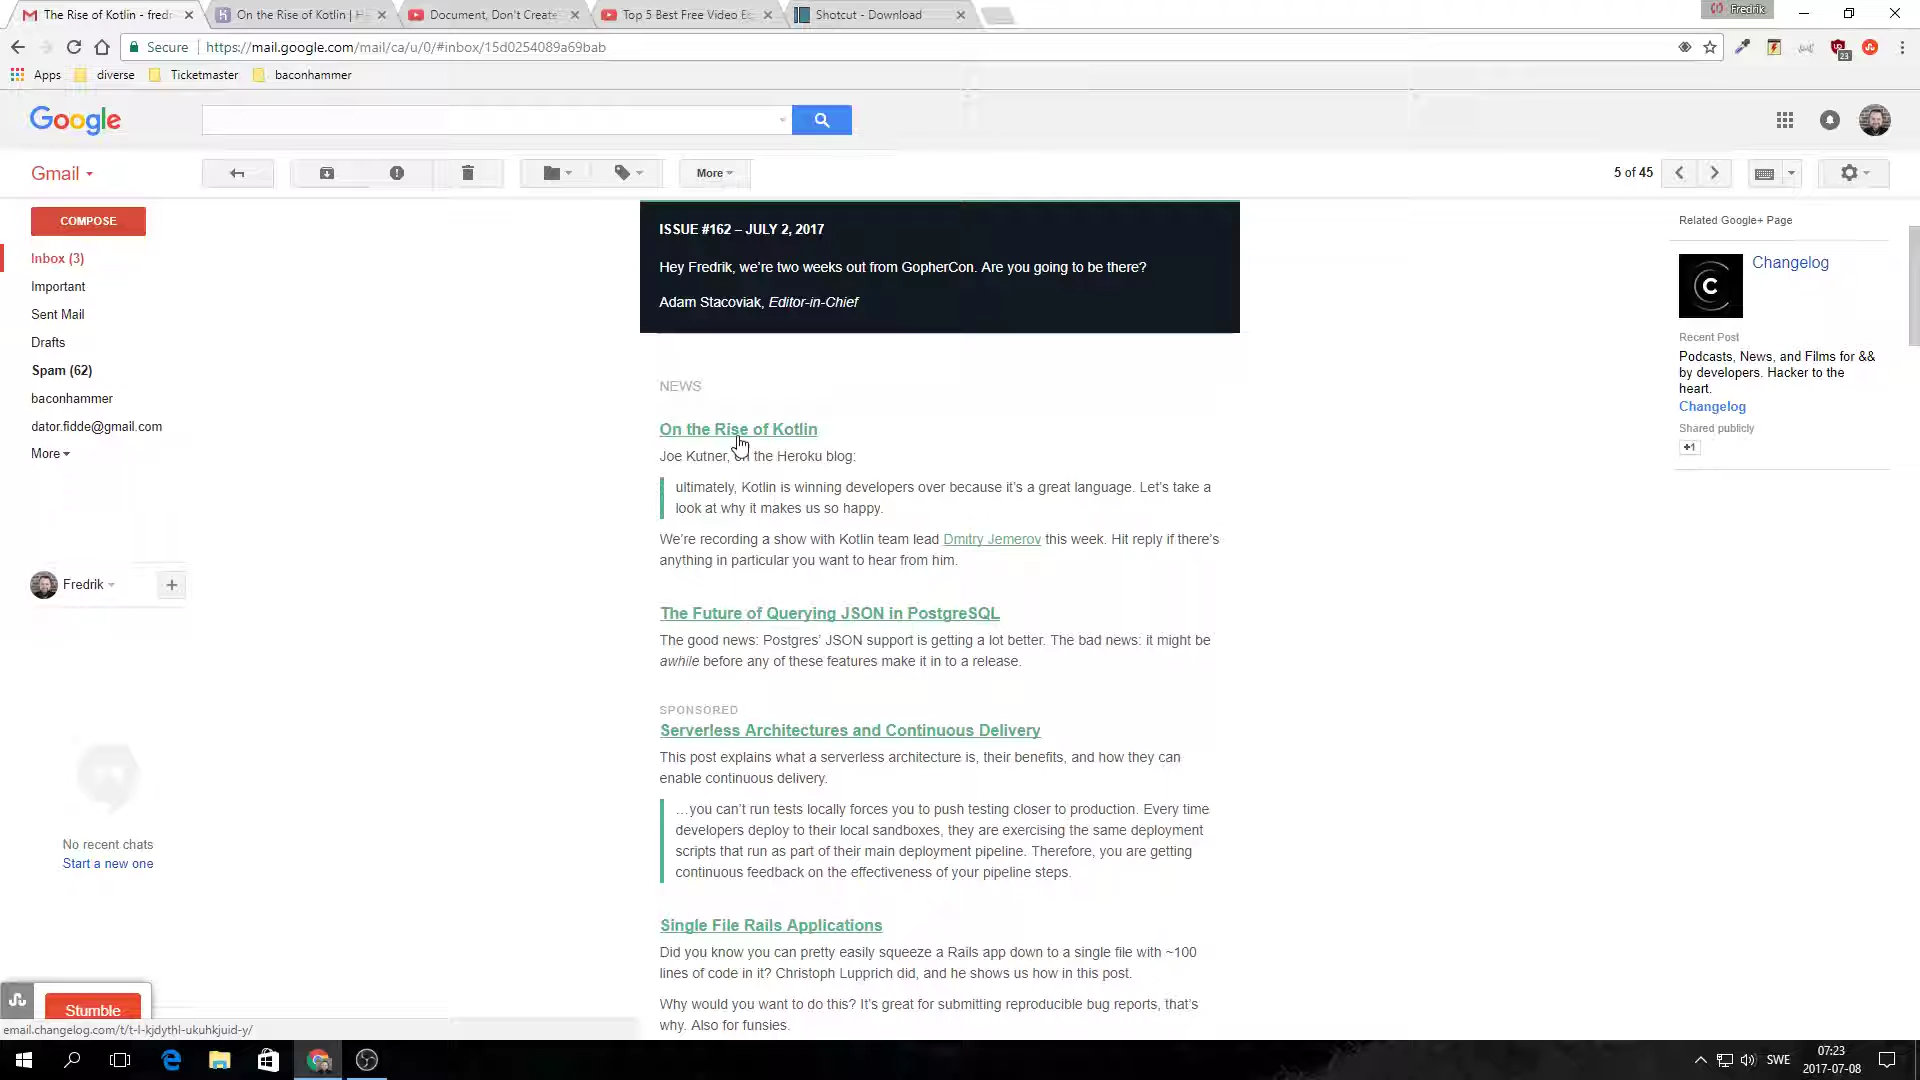 The Rise of Kotlin - fredr
On the Rise of Kotlin | H
Document, Don't Create
Top 5 Best Free Video Ed
Shotcut - Download
Fredrik
Secure
https://mail.google.com/mail/ca/u/0/#inbox/15d0254089a69bab
23
Apps
diverse
Ticketmaster
baconhammer
Google
Gmail
More
5 of 45
COMPOSE
Inbox (3)
Important
Sent Mail
Drafts
Spam (62)
baconhammer
dator.fidde@gmail.com
More
Fredrik
No recent chats
Start a new one
Stumble
email.changelog.com/t/t-l-kjdythl-ukuhkjuid-y/
ISSUE #162 – JULY 2, 2017
Hey Fredrik, we're two weeks out from GopherCon. Are you going to be there?
Adam Stacoviak, Editor-in-Chief
NEWS
On the Rise of Kotlin
Joe Kutner, on the Heroku blog:
ultimately, Kotlin is winning developers over because it's a great language. Let's take a
look at why it makes us so happy.
We're recording a show with Kotlin team lead Dmitry Jemerov this week. Hit reply if there's
anything in particular you want to hear from him.
The Future of Querying JSON in PostgreSQL
The good news: Postgres' JSON support is getting a lot better. The bad news: it might be
awhile before any of these features make it in to a release.
SPONSORED
Serverless Architectures and Continuous Delivery
This post explains what a serverless architecture is, their benefits, and how they can
enable continuous delivery.
…you can't run tests locally forces you to push testing closer to production. Every time
developers deploy to their local sandboxes, they are exercising the same deployment
scripts that run as part of their main deployment pipeline. Therefore, you are getting
continuous feedback on the effectiveness of your pipeline steps.
Single File Rails Applications
Did you know you can pretty easily squeeze a Rails app down to a single file with ~100
lines of code in it? Christoph Lupprich did, and he shows us how in this post.
Why would you want to do this? It's great for submitting reproducible bug reports, that's
why. Also for funsies.
Related Google+ Page
C
Changelog
Recent Post
Podcasts, News, and Films for &&
by developers. Hacker to the
heart.
Changelog
Shared publicly
+1
SWE
07:23
2017-07-08